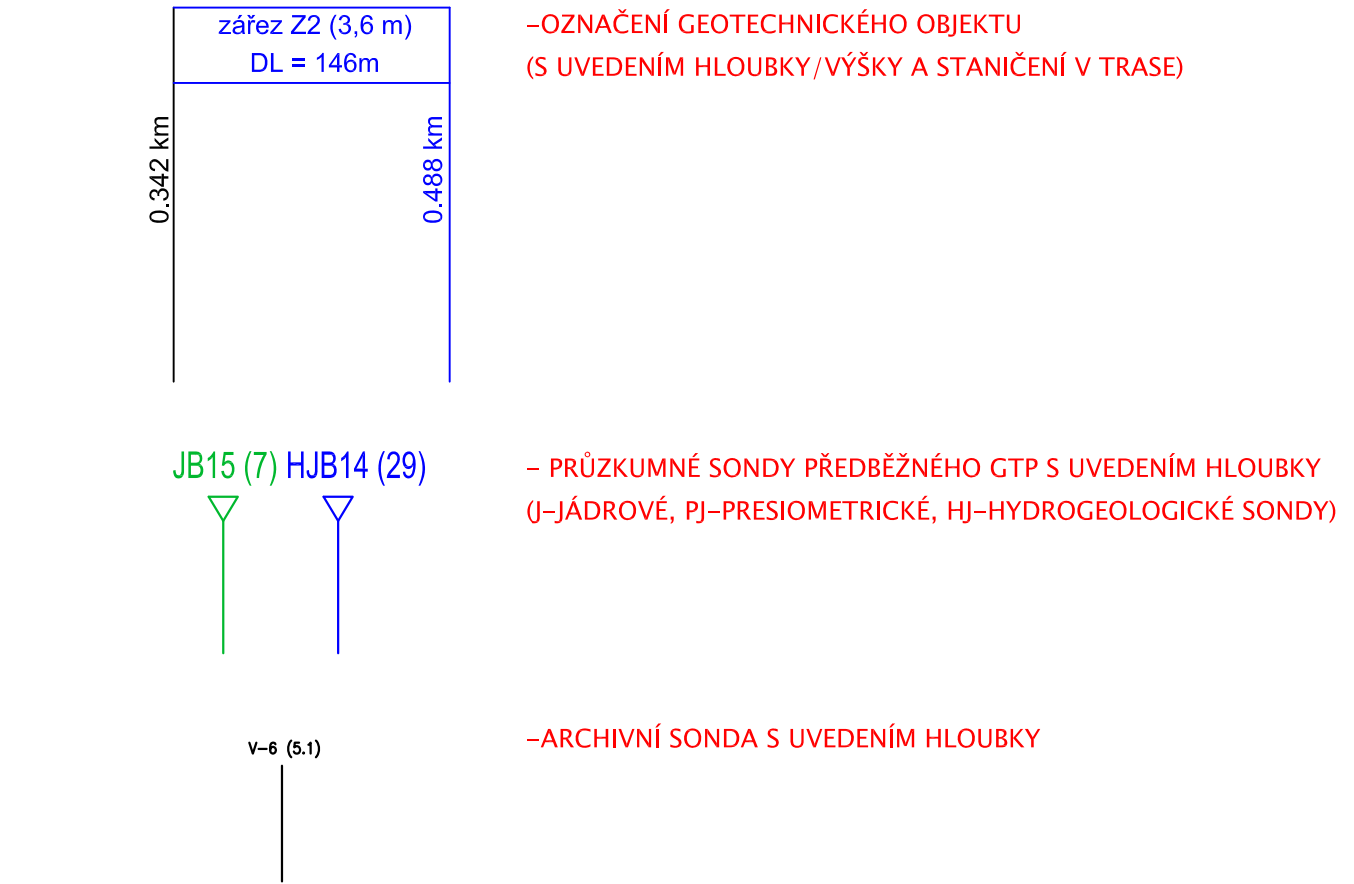 zářez Z2 (3,6 m)
DL = 146m
–OZNAČENÍ GEOTECHNICKÉHO OBJEKTU
(S UVEDENÍM HLOUBKY/VÝŠKY A STANIČENÍ V TRASE)
0.342 km
0.488 km
JB15 (7) HJB14 (29)
– PRŮZKUMNÉ SONDY PŘEDBĚŽNÉHO GTP S UVEDENÍM HLOUBKY
(J–JÁDROVÉ, PJ–PRESIOMETRICKÉ, HJ–HYDROGEOLOGICKÉ SONDY)
V–6 (5.1)
–ARCHIVNÍ SONDA S UVEDENÍM HLOUBKY